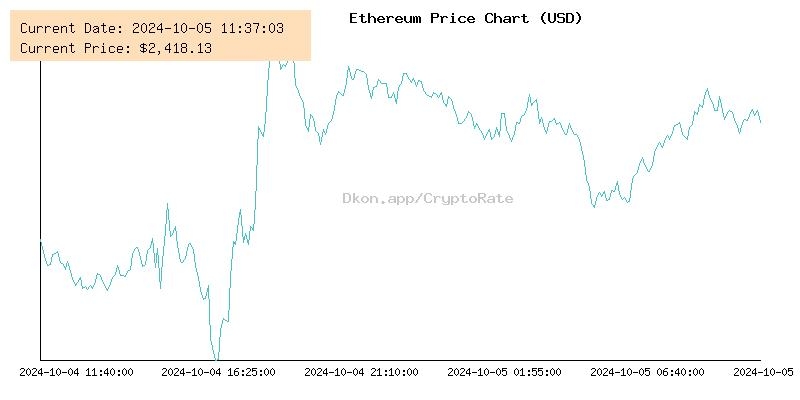 Ethereum Price Chart (USD)
Current Date: 2024-10-05 11:37:03
Current Price: $2,418.13
Dkon.app/CryptoRate
2024-10-04 11:40:00 2024-10-04 16:25:00 2024-10-04 21:10:00 2024-10-05 01:55:00 2024-10-05 06:40:00 2024-10-05